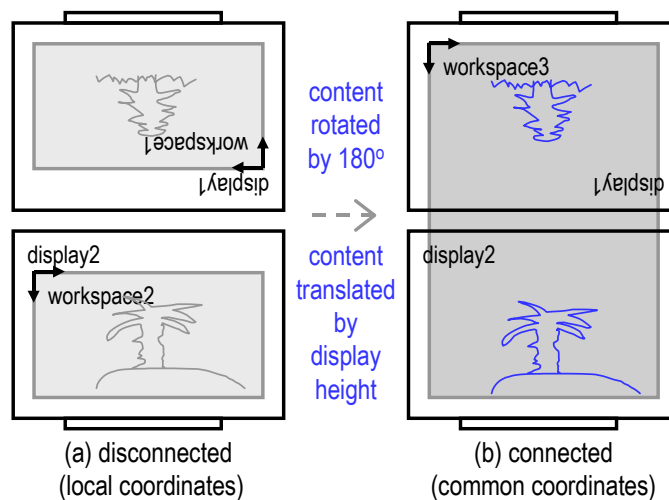 workspace1
display1
content
rotated
by 180º
workspace3
display1
display2
workspace2
content
translated
by
display
height
display2
(a) disconnected
(local coordinates)
(b) connected
(common coordinates)